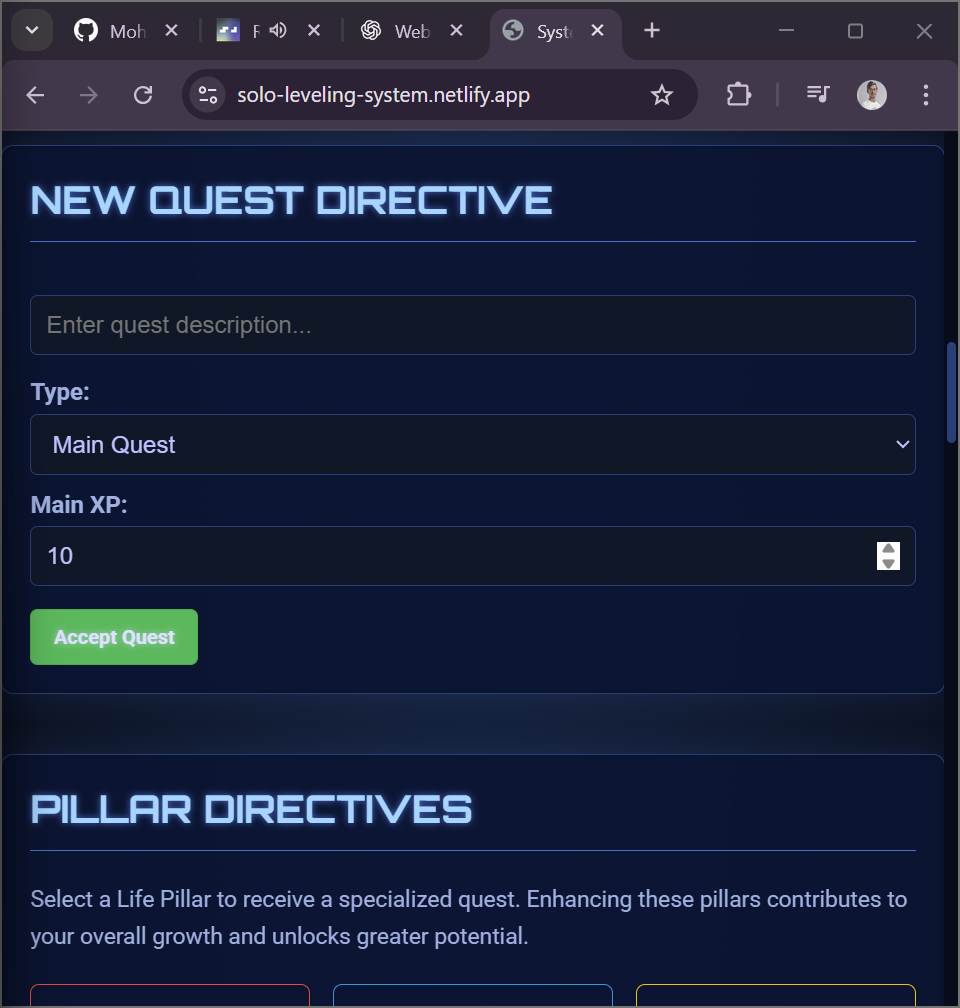 Moh
Web
Syst
solo-leveling-system.netlify.app
NEW QUEST DIRECTIVE
Enter quest description...
Type:
Main Quest
Main XP:
10
Accept Quest
PILLAR DIRECTIVES
Select a Life Pillar to receive a specialized quest. Enhancing these pillars contributes to
your overall growth and unlocks greater potential.